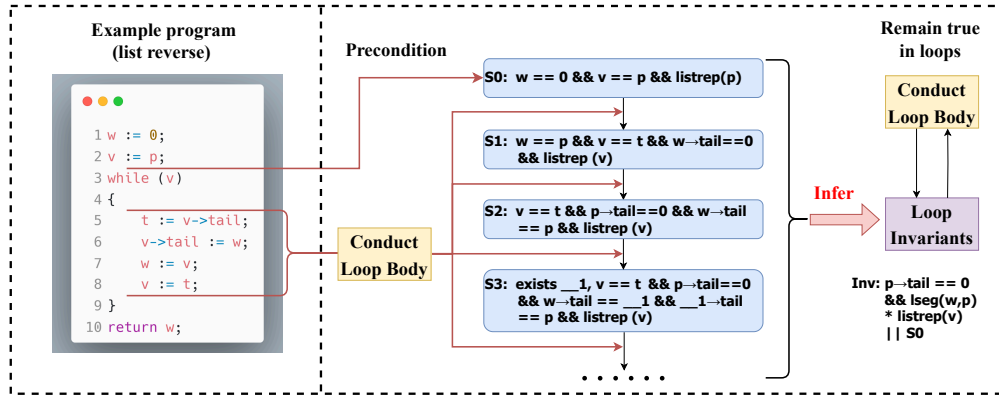 Example program
(list reverse)
1 w := 0;
2 v := p;
3 while (v)
4 {
5 t := v->tail;
6 v->tail := w;
7 w := v;
8 v := t;
9 }
10 return w;
Conduct
Loop Body
Precondition
S0: w == 0 && v == p && listrep(p)
S1: w == p && v == t && w→tail==0
&& listrep (v)
S2: v == t && p→tail==0 && w→tail
== p && listrep (v)
S3: exists __1, v == t && p→tail==0
&& w→tail == __1 && __1→tail
== p && listrep (v)
. . . . . .
Infer
Remain true
in loops
Conduct
Loop Body
Loop
Invariants
Inv: p→tail == 0
&& lseg(w,p)
* listrep(v)
|| S0